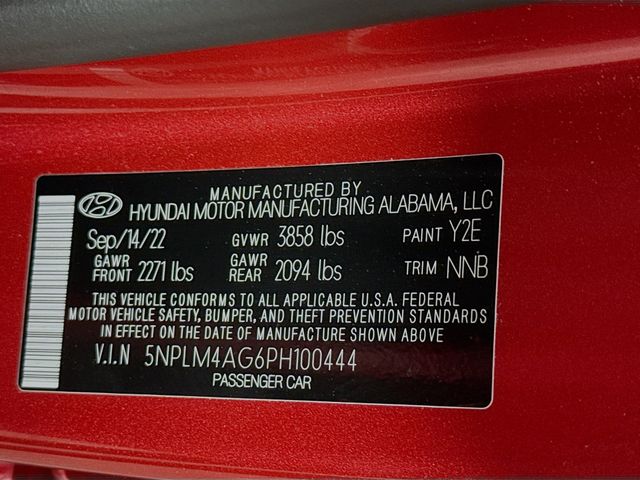 MANUFACTURED BY
HYUNDAI MOTOR MANUFACTURING ALABAMA, LLC
Sep/14/22 GVWR 3858 lbs PAINT Y2E
GAWR FRONT 2271 lbs GAWR REAR 2094 lbs TRIM NNB
THIS VEHICLE CONFORMS TO ALL APPLICABLE U.S.A. FEDERAL
MOTOR VEHICLE SAFETY, BUMPER, AND THEFT PREVENTION STANDARDS
IN EFFECT ON THE DATE OF MANUFACTURE SHOWN ABOVE
V.I.N 5NPLM4AG6PH100444
PASSENGER CAR